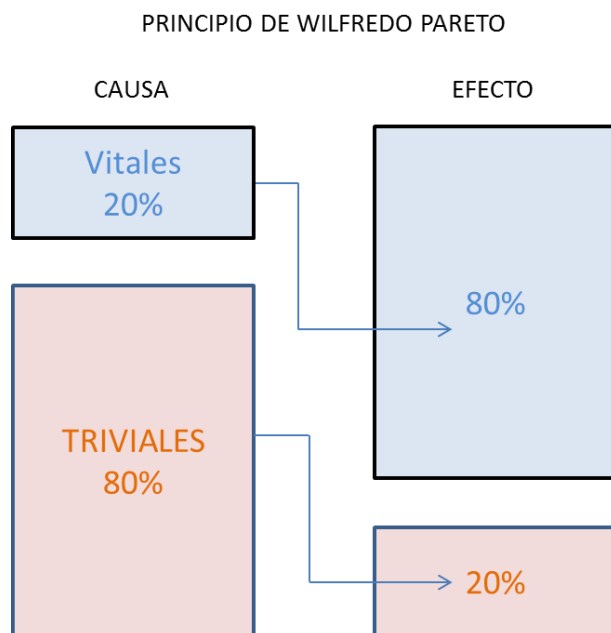 PRINCIPIO DE WILFREDO PARETO
CAUSA
EFECTO
Vitales
20%
80%
TRIVIALES
80%
20%